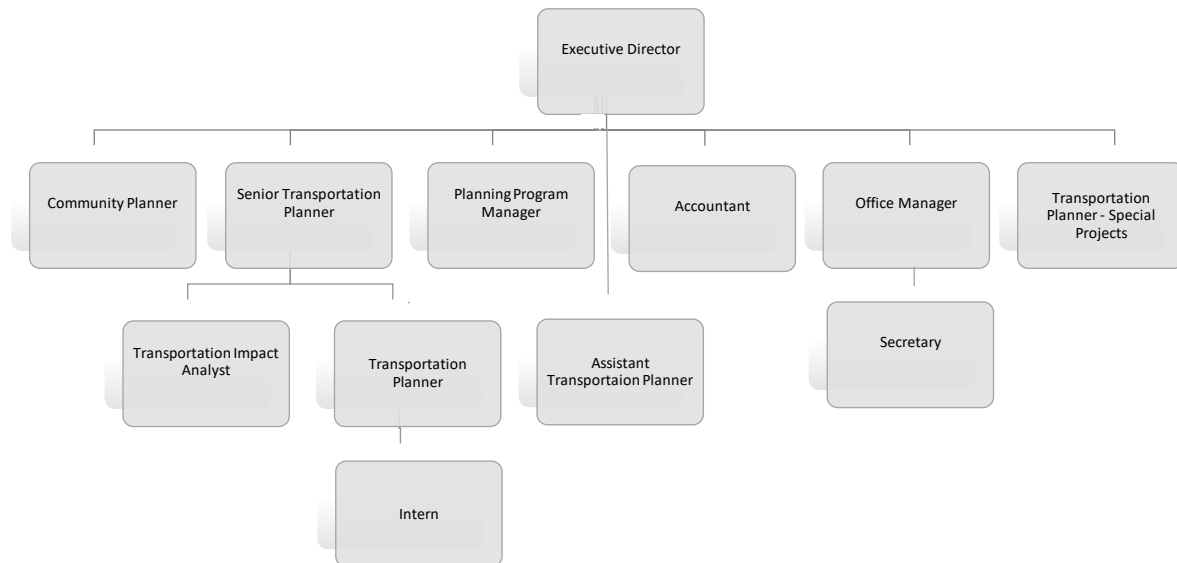 Executive Director
Community Planner
Senior Transportation
Planner
Planning Program
Manager
Accountant
Office Manager
Transportation
Planner - Special
Projects
Transportation Impact
Analyst
Transportation
Planner
Assistant
Transportaion Planner
Secretary
Intern